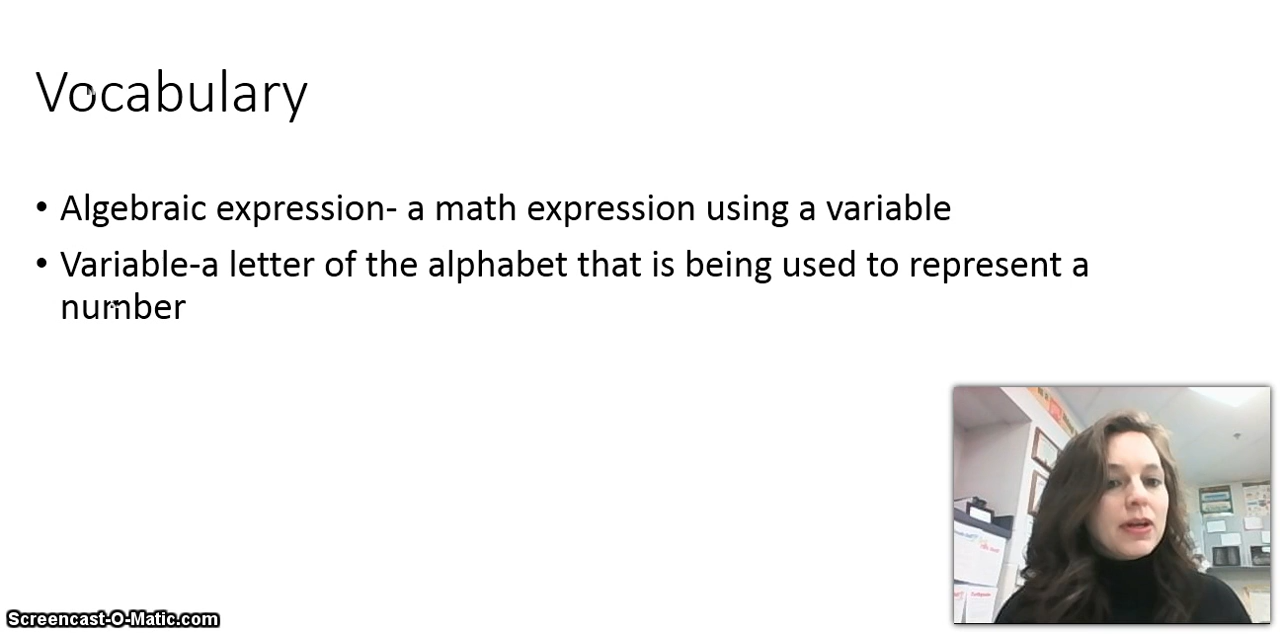 Vocabulary
• Algebraic expression- a math expression using a variable
• Variable-a letter of the alphabet that is being used to represent a
number
Screencast-O-Matic.com